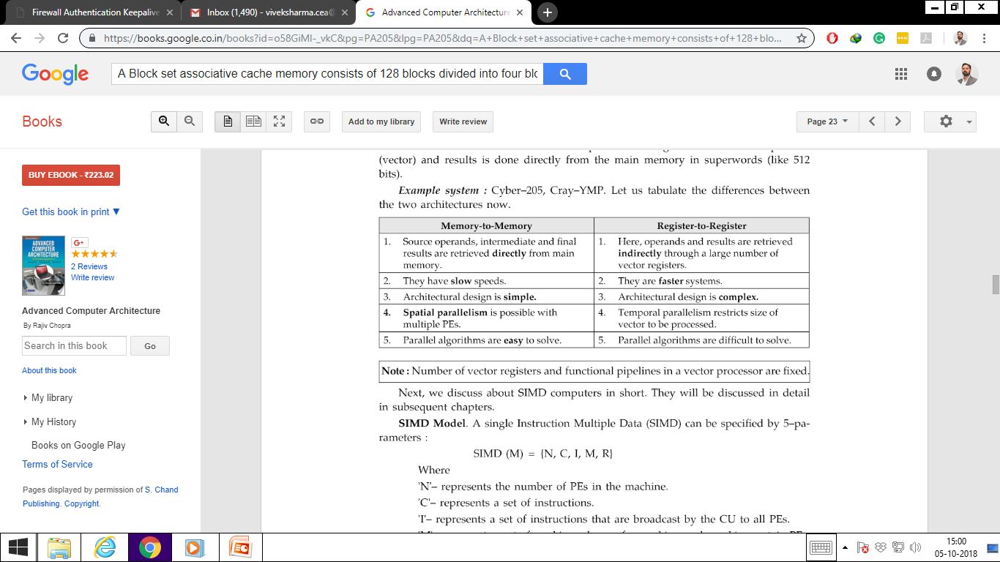 Firewall Authentication Keepalive
Inbox (1,490) - viveksharma.cea@
Advanced Computer Architecture
https://books.google.co.in/books?id=o58GiMI-_vkC&pg=PA205&lpg=PA205&dq=A+Block+set+associative+cache+memory+consists+of+128+blo...
Google
A Block set associative cache memory consists of 128 blocks divided into four blo
Books
Add to my library
Write review
Page 23
BUY EBOOK - ₹223.02
Get this book in print ▼
ADVANCED
COMPUTER
ARCHITECTURE
G+
2 Reviews
Write review
Advanced Computer Architecture
By Rajiv Chopra
Search in this book
Go
About this book
My library
My History
Books on Google Play
Terms of Service
Pages displayed by permission of S. Chand
Publishing. Copyright.
(vector) and results is done directly from the main memory in superwords (like 512
bits).
Example system : Cyber–205, Cray–YMP. Let us tabulate the differences between
the two architectures now.
Memory-to-Memory
Register-to-Register
1. Source operands, intermediate and final
results are retrieved directly from main
memory.
1. Here, operands and results are retrieved
indirectly through a large number of
vector registers.
2. They have slow speeds.
2. They are faster systems.
3. Architectural design is simple.
3. Architectural design is complex.
4. Spatial parallelism is possible with
multiple PEs.
4. Temporal parallelism restricts size of
vector to be processed.
5. Parallel algorithms are easy to solve.
5. Parallel algorithms are difficult to solve.
Note : Number of vector registers and functional pipelines in a vector processor are fixed.
Next, we discuss about SIMD computers in short. They will be discussed in detail
in subsequent chapters.
SIMD Model. A single Instruction Multiple Data (SIMD) can be specified by 5–pa-
rameters :
SIMD (M) = {N, C, I, M, R}
Where
'N'– represents the number of PEs in the machine.
'C'– represents a set of instructions.
'I'– represents a set of instructions that are broadcast by the CU to all PEs.
15:00
05-10-2018